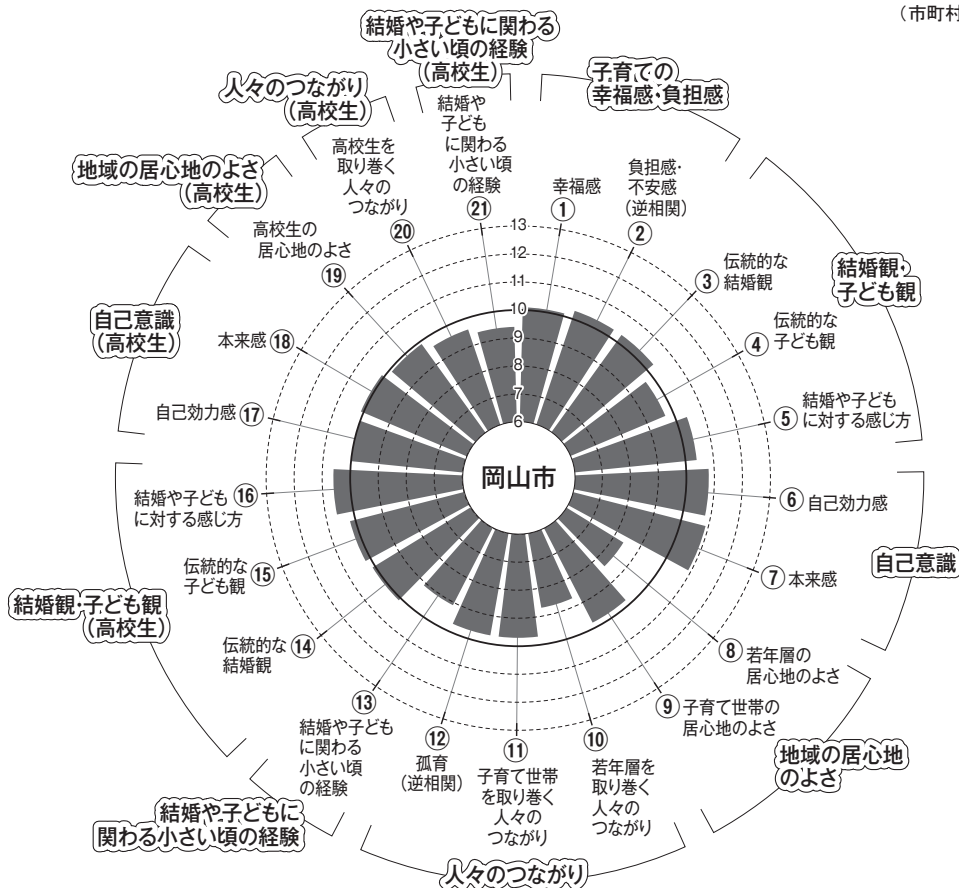 （市町村
結婚や子どもに関わる
小さい頃の経験
（高校生）
子育ての
幸福感・負担感
人々のつながり
（高校生）
地域の居心地のよさ
（高校生）
自己意識
（高校生）
結婚観・
子ども観
自己意識
地域の居心地
のよさ
人々のつながり
結婚や子どもに
関わる小さい頃の経験
結婚観・子ども観
（高校生）
幸福感
①
負担感・
不安感
（逆相関）
②
③ 伝統的な
結婚観
④ 伝統的な
子ども観
⑤ 結婚や子ども
に対する感じ方
⑥ 自己効力感
⑦ 本来感
⑧ 若年層の
居心地のよさ
⑨ 子育て世帯の
居心地のよさ
⑩
若年層を
取り巻く
人々の
つながり
⑪
子育て世帯
を取り巻く
人々の
つながり
⑫
孤育
（逆相関）
⑬
結婚や子ども
に関わる
小さい頃
の経験
伝統的な
結婚観
⑭
伝統的な
子ども観
⑮
結婚や子ども
に対する感じ方
⑯
自己効力感 ⑰
本来感 ⑱
高校生の
居心地のよさ
⑲
高校生を
取り巻く
人々の
つながり
⑳
結婚や
子ども
に関わる
小さい頃
の経験
㉑
13
12
11
10
9
8
7
6
岡山市